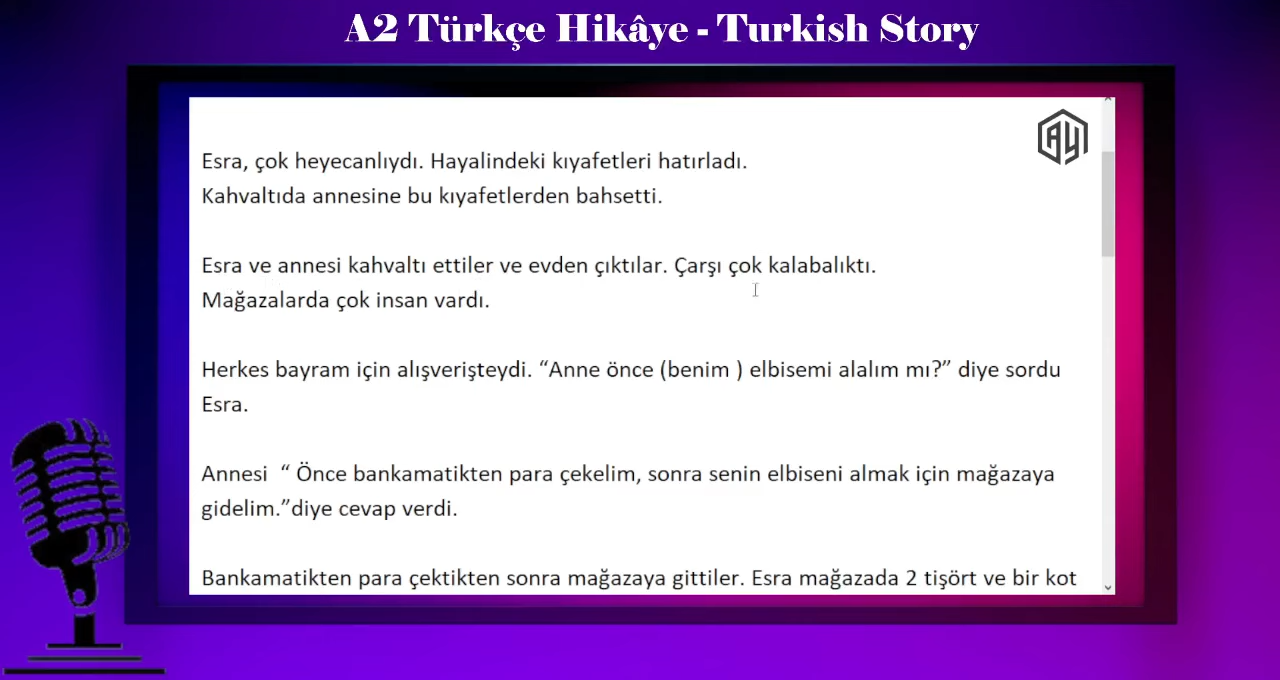 A2 Türkçe Hikâye - Turkish Story
AY
Esra, çok heyecanlıydı. Hayalindeki kıyafetleri hatırladı.
Kahvaltıda annesine bu kıyafetlerden bahsetti.
Esra ve annesi kahvaltı ettiler ve evden çıktılar. Çarşı çok kalabalıktı.
Mağazalarda çok insan vardı.
Herkes bayram için alışverişteydi. “Anne önce (benim ) elbisemi alalım mı?” diye sordu
Esra.
Annesi  “ Önce bankamatikten para çekelim, sonra senin elbiseni almak için mağazaya
gidelim.”diye cevap verdi.
Bankamatikten para çektikten sonra mağazaya gittiler. Esra mağazada 2 tişört ve bir kot